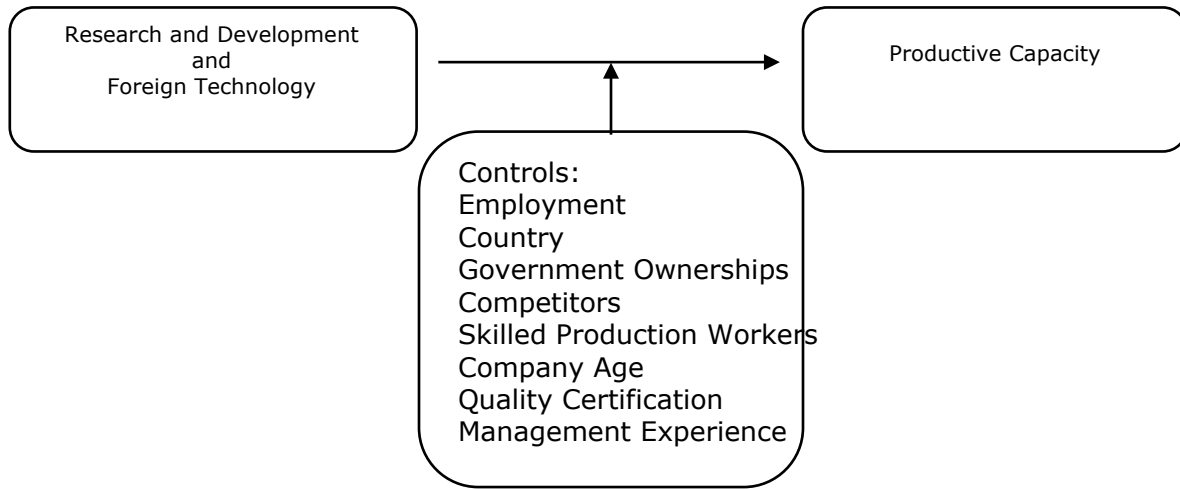 Research and Development
and
Foreign Technology
Productive Capacity
Controls:
Employment
Country
Government Ownerships
Competitors
Skilled Production Workers
Company Age
Quality Certification
Management Experience